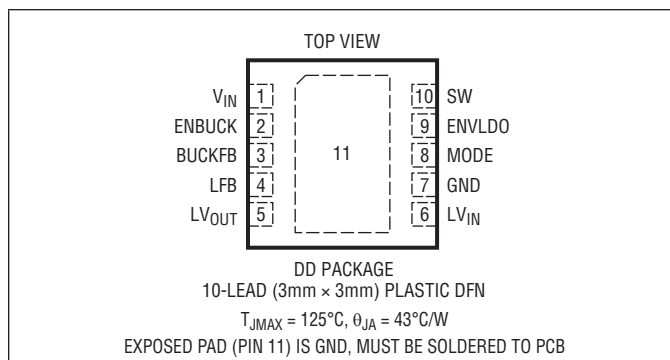 TOP VIEW
VIN 1 10 SW
ENBUCK 2 9 ENVLDO
BUCKFB 3 11 8 MODE
LFB 4 7 GND
LVOUT 5 6 LVIN
DD PACKAGE
10-LEAD (3mm × 3mm) PLASTIC DFN
TJMAX = 125°C, θJA = 43°C/W
EXPOSED PAD (PIN 11) IS GND, MUST BE SOLDERED TO PCB